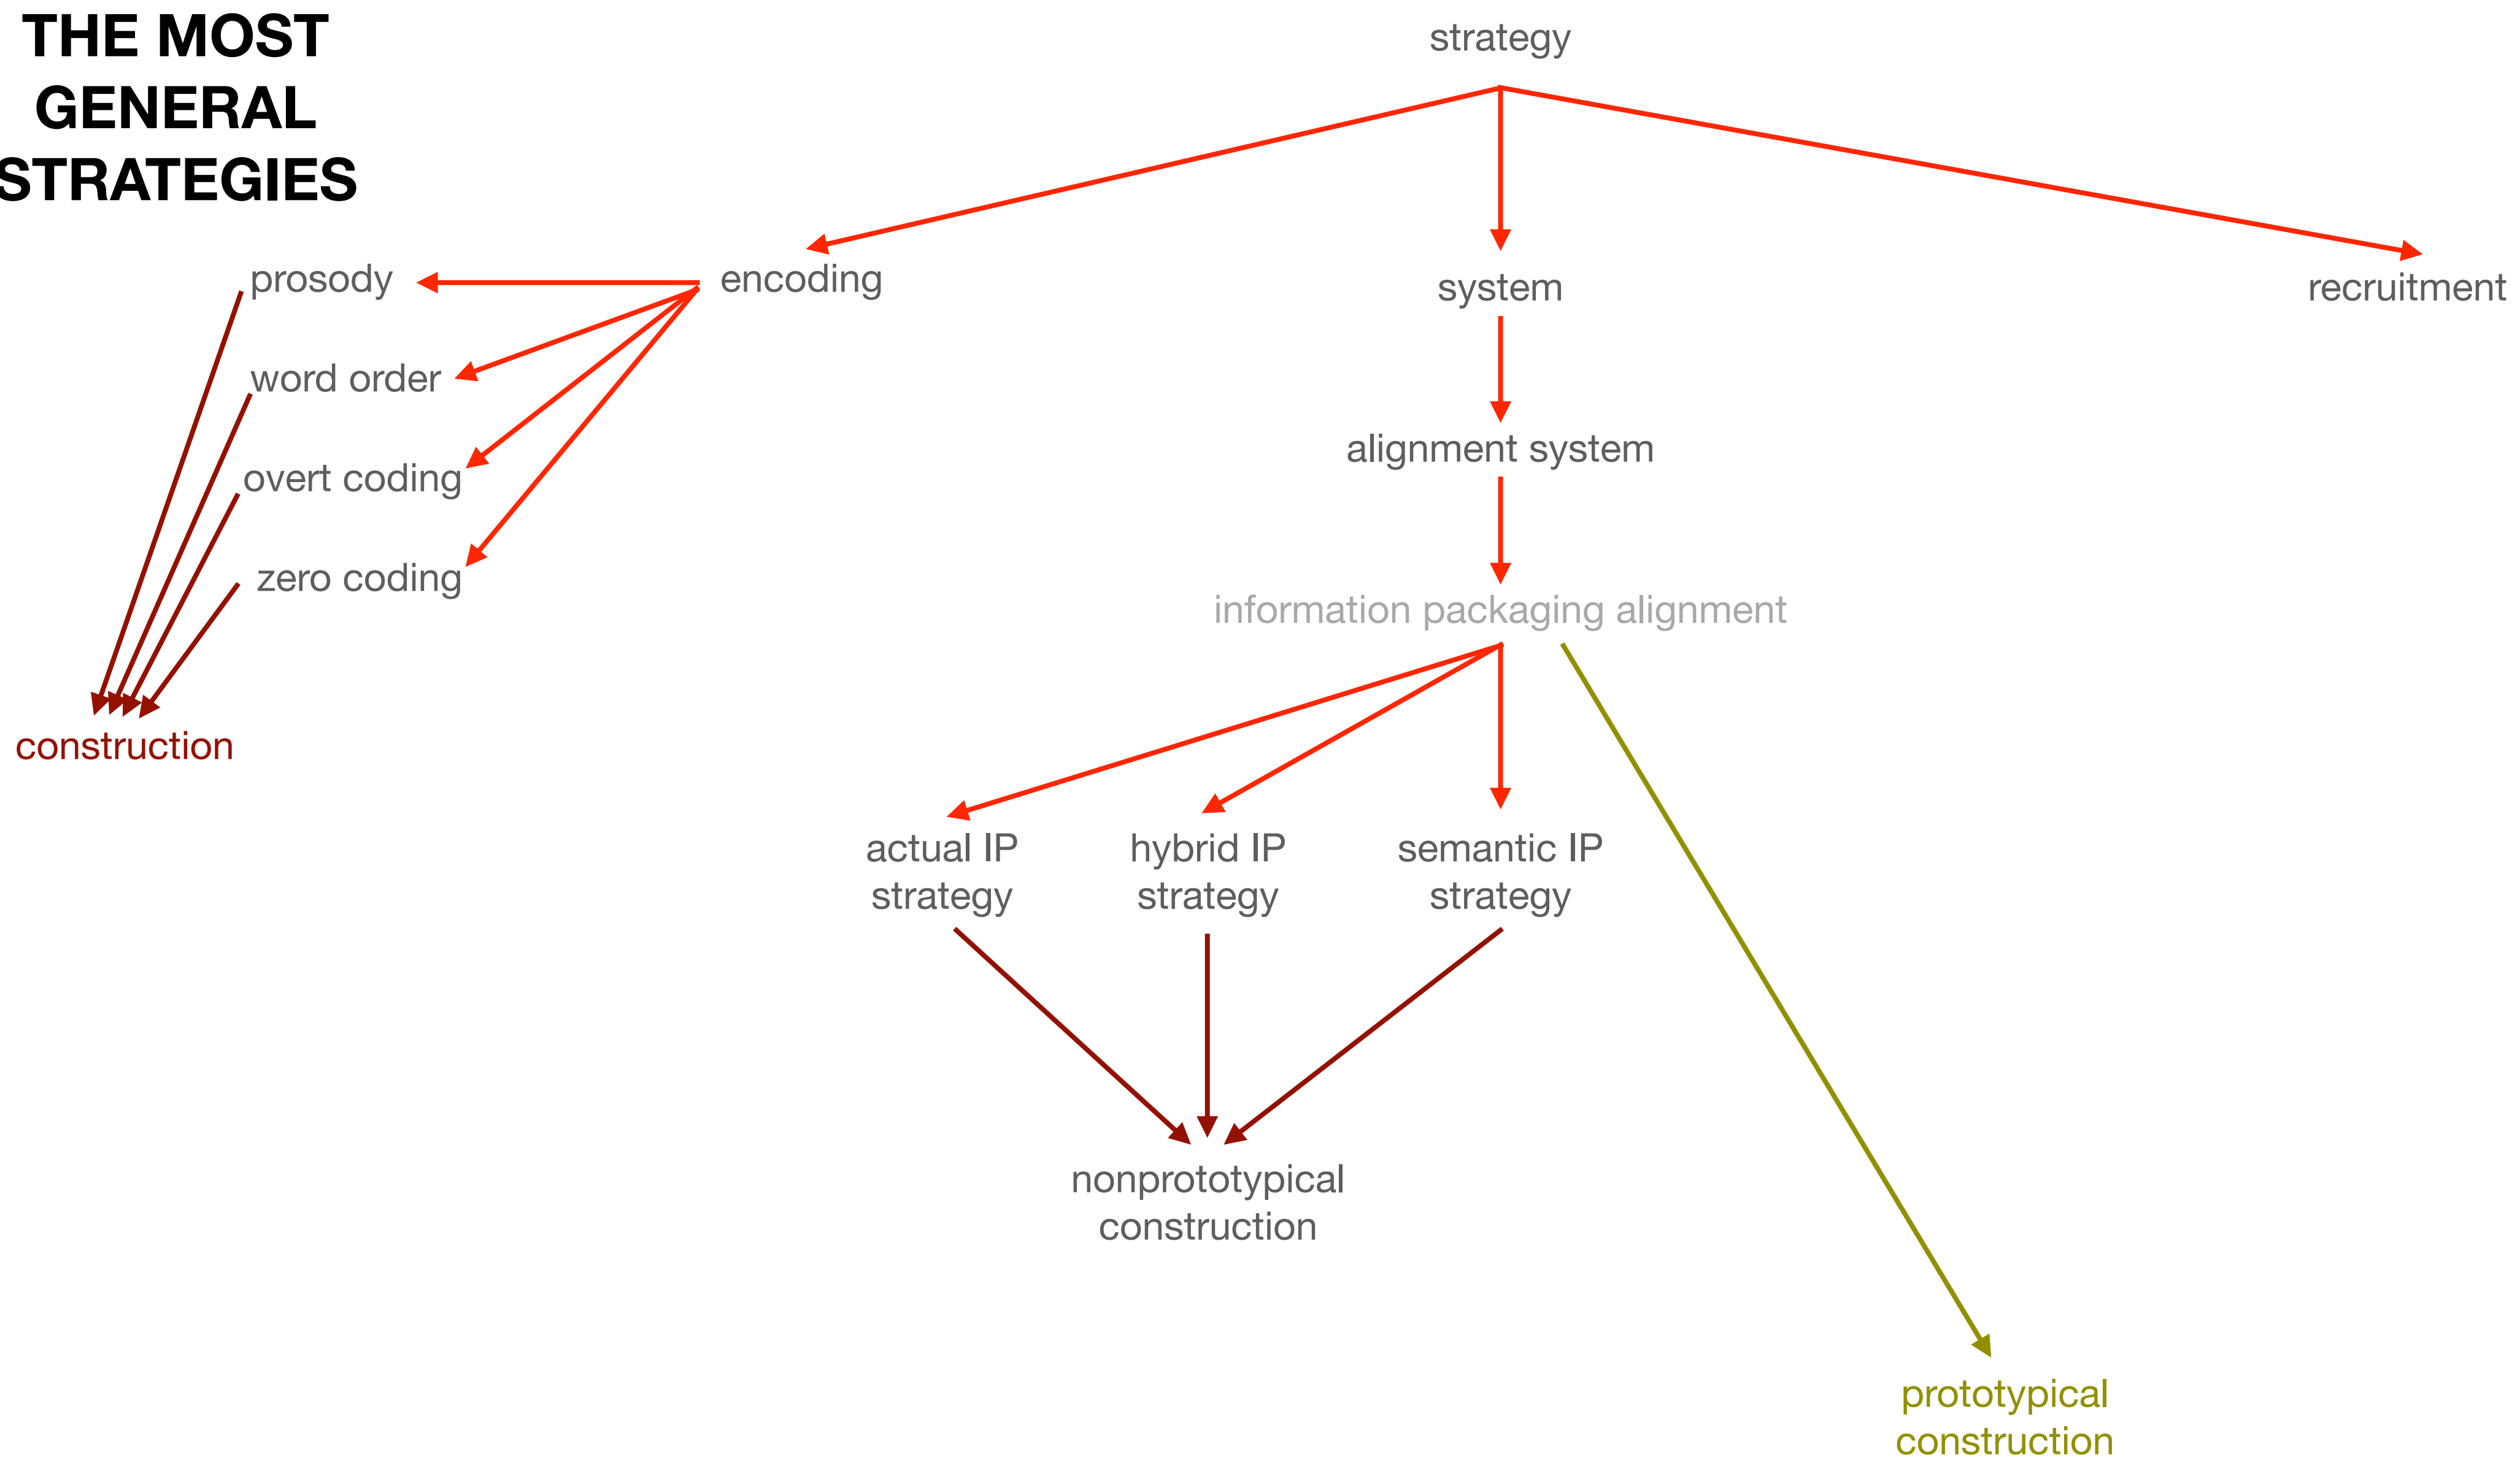 THE MOST
GENERAL
STRATEGIES
strategy
prosody
encoding
system
recruitment
word order
alignment system
overt coding
zero coding
information packaging alignment
construction
actual IP
strategy
hybrid IP
strategy
semantic IP
strategy
nonprototypical
construction
prototypical
construction